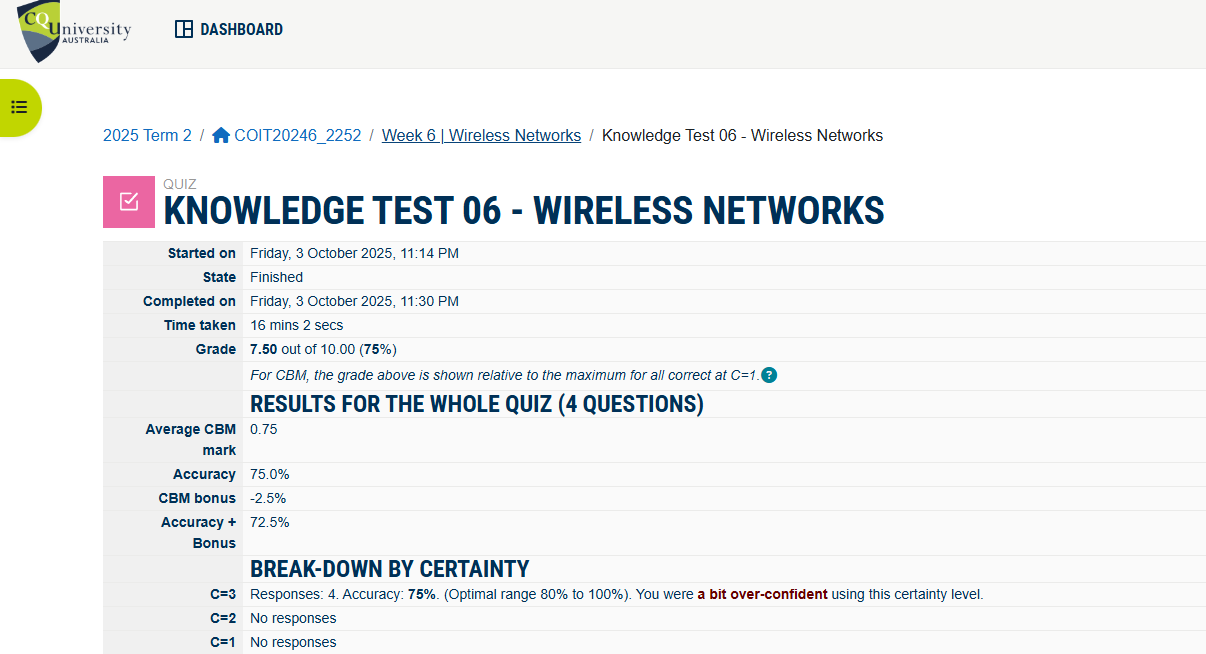 CQUniversity
AUSTRALIA
DASHBOARD
2025 Term 2 / COIT20246_2252 / Week 6 | Wireless Networks / Knowledge Test 06 - Wireless Networks
QUIZ
KNOWLEDGE TEST 06 - WIRELESS NETWORKS
Started on Friday, 3 October 2025, 11:14 PM
State Finished
Completed on Friday, 3 October 2025, 11:30 PM
Time taken 16 mins 2 secs
Grade 7.50 out of 10.00 (75%)
For CBM, the grade above is shown relative to the maximum for all correct at C=1. ?
RESULTS FOR THE WHOLE QUIZ (4 QUESTIONS)
Average CBM 0.75
mark
Accuracy 75.0%
CBM bonus -2.5%
Accuracy + 72.5%
Bonus
BREAK-DOWN BY CERTAINTY
C=3 Responses: 4. Accuracy: 75%. (Optimal range 80% to 100%). You were a bit over-confident using this certainty level.
C=2 No responses
C=1 No responses